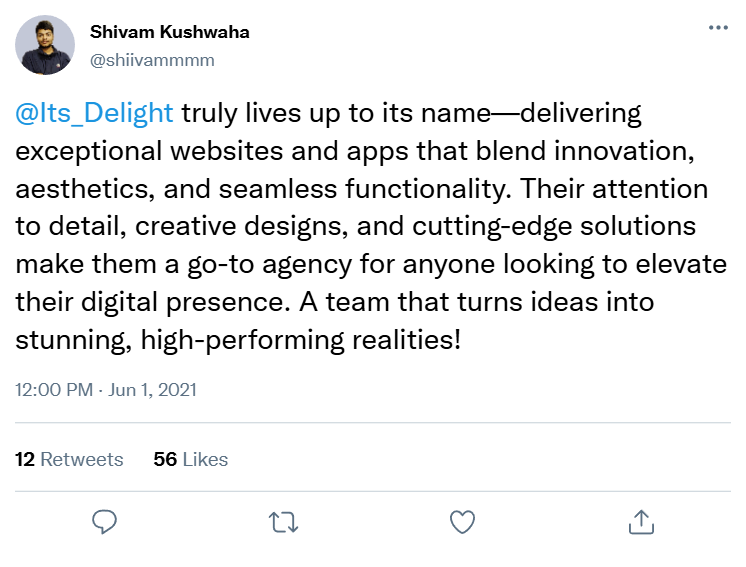 Shivam Kushwaha
@shiivammmm
@Its_Delight truly lives up to its name—delivering
exceptional websites and apps that blend innovation,
aesthetics, and seamless functionality. Their attention
to detail, creative designs, and cutting-edge solutions
make them a go-to agency for anyone looking to elevate
their digital presence. A team that turns ideas into
stunning, high-performing realities!
12:00 PM · Jun 1, 2021
12 Retweets 56 Likes